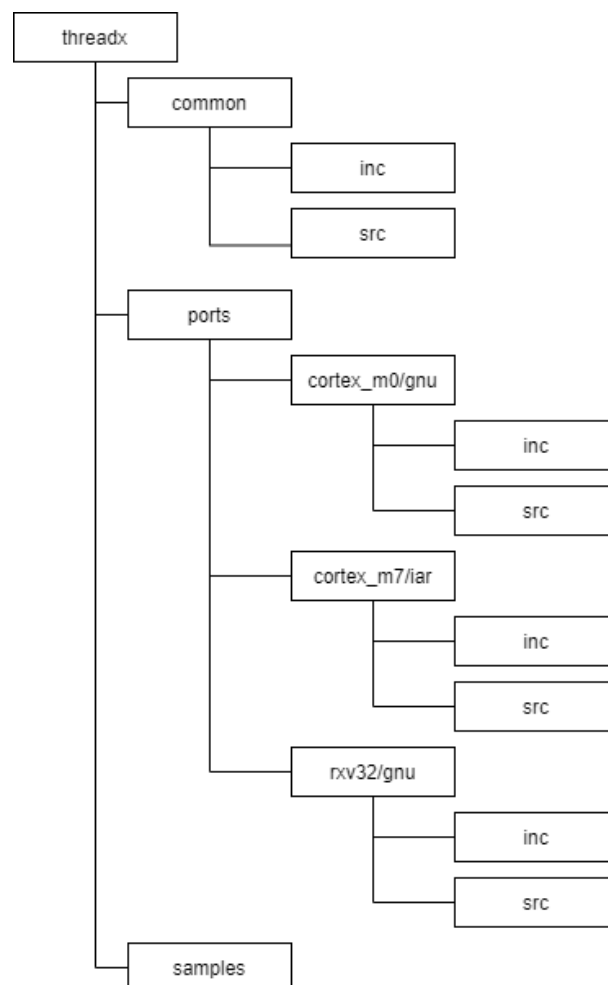 threadx
common
inc
src
ports
cortex_m0/gnu
inc
src
cortex_m7/iar
inc
src
rxv32/gnu
inc
src
samples